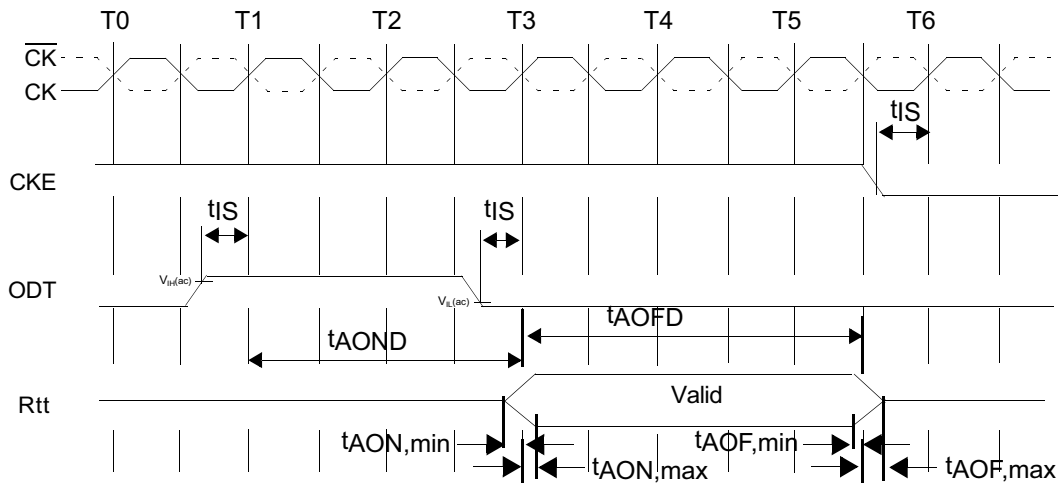 T0 T1 T2 T3 T4 T5 T6
CK
CK
tIS
CKE
tIS tIS
VIH(ac)
ODT
VIL(ac)
tAOND tAOFD
Rtt Valid
tAON,min tAOF,min
tAON,max tAOF,max